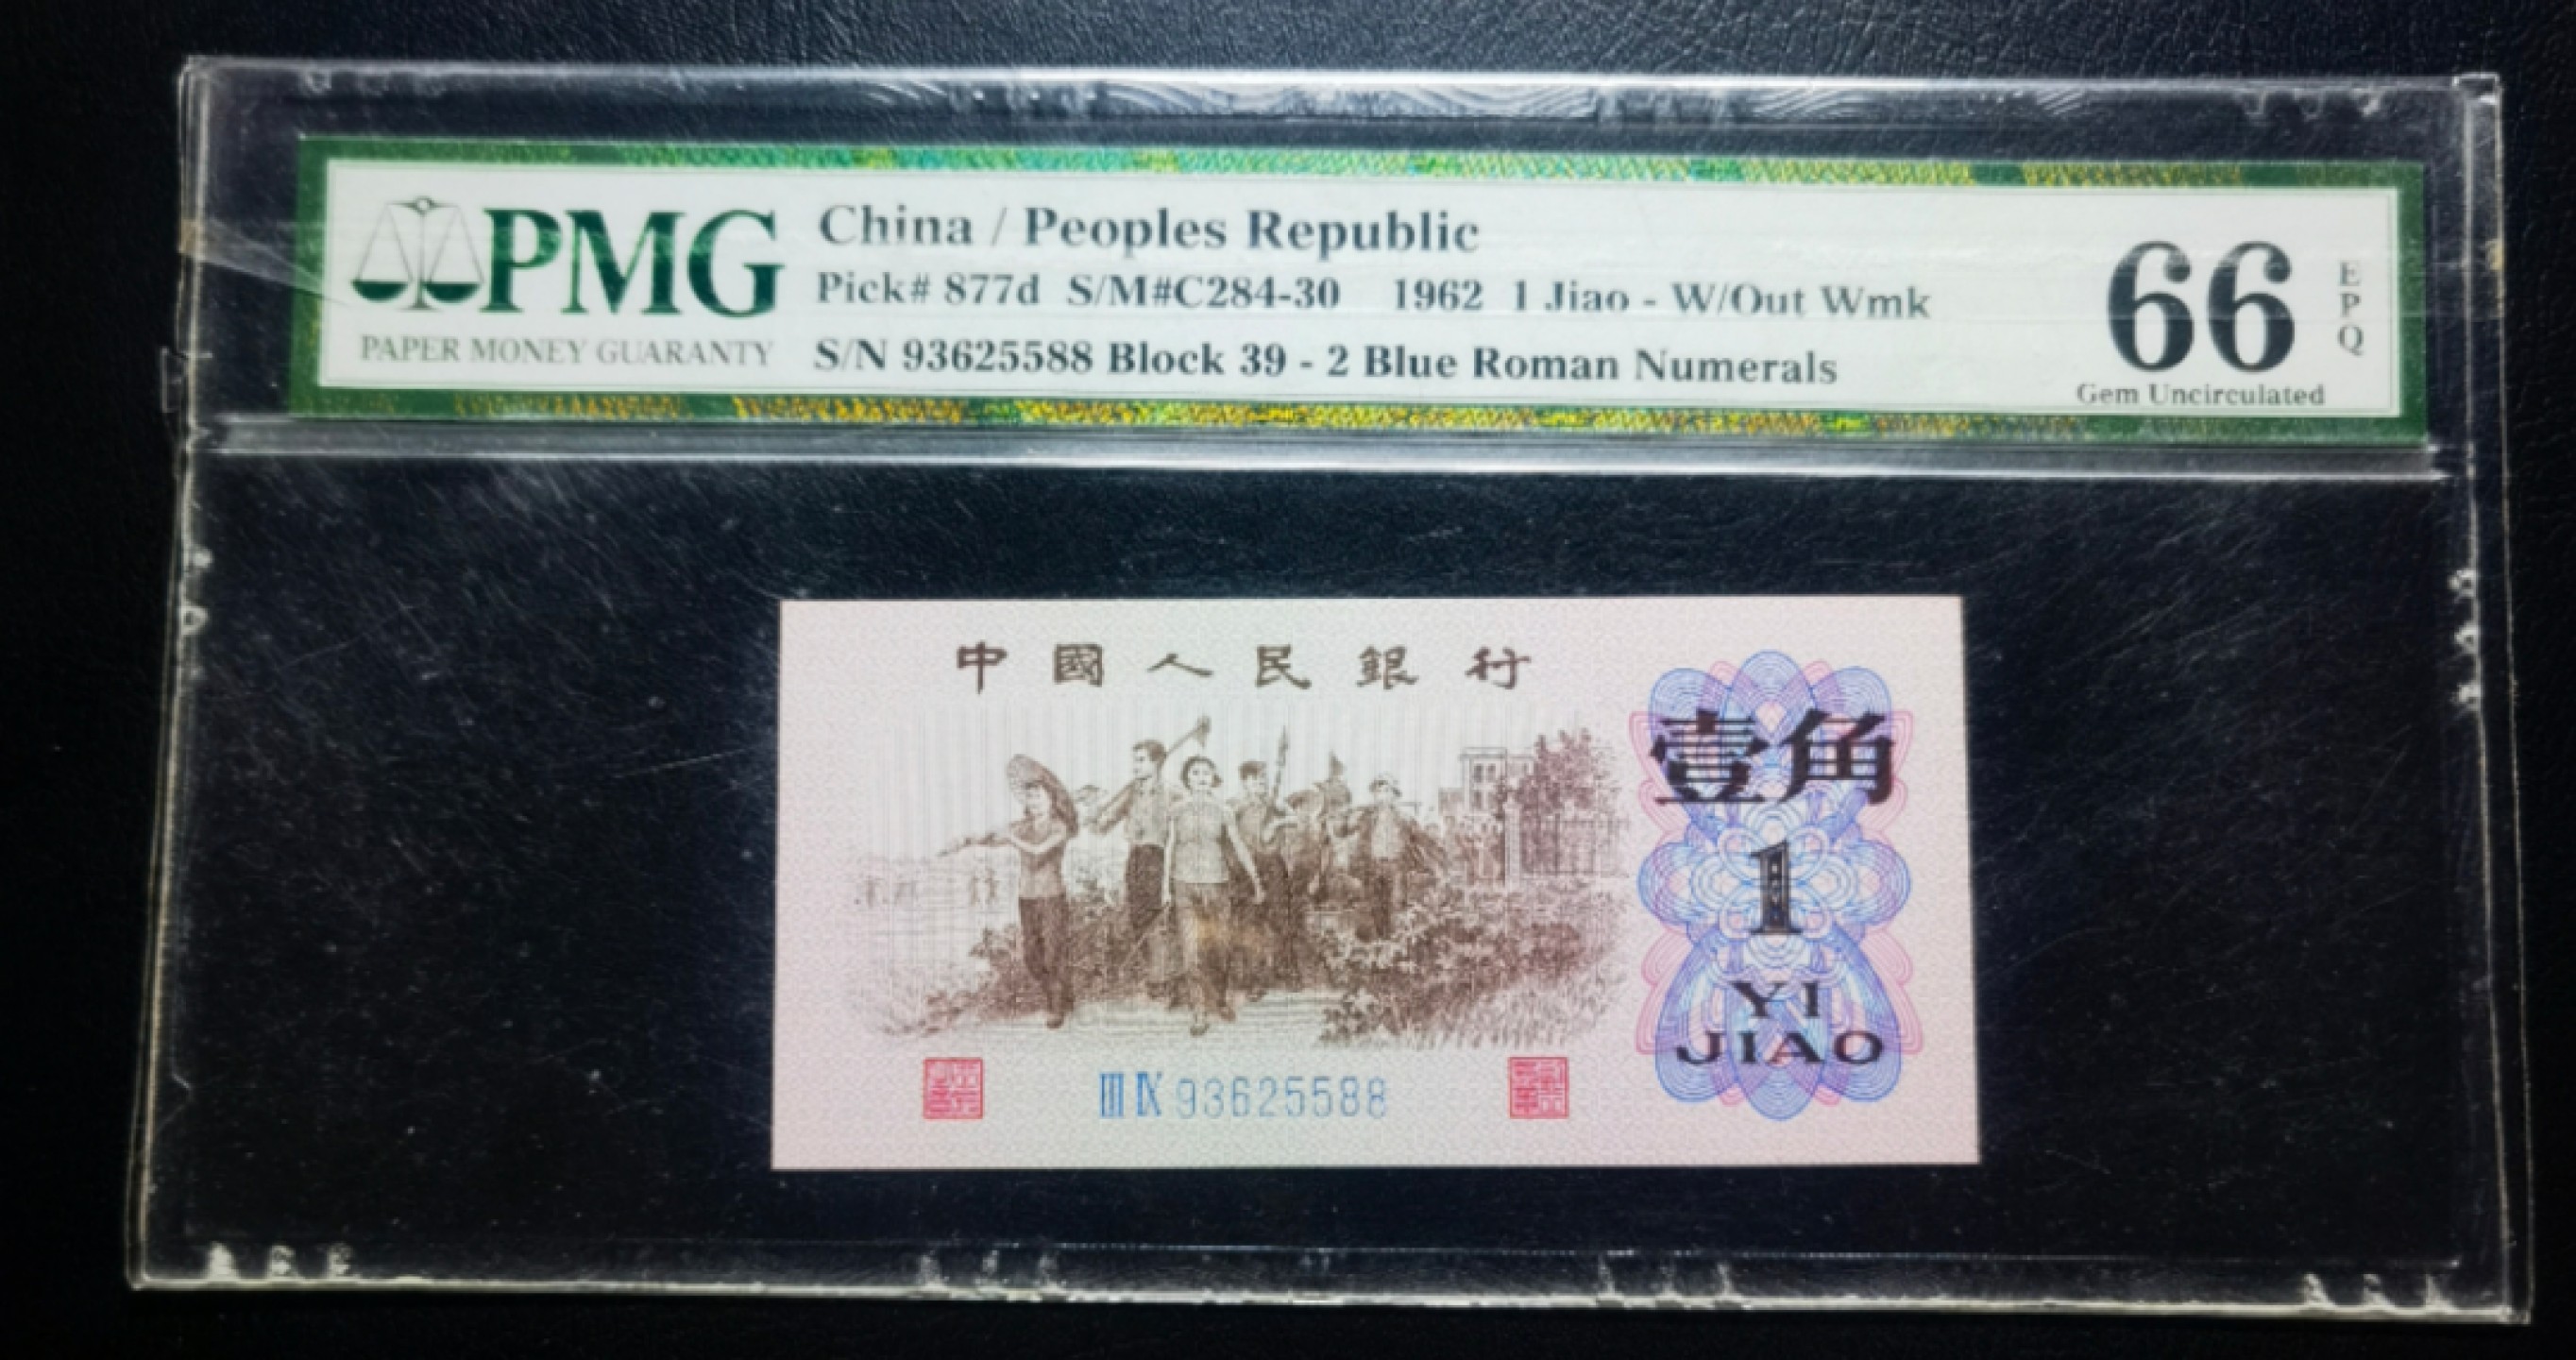 PMG
PAPER MONEY GUARANTY
China / Peoples Republic
Pick# 877d S/M#C284-30 1962 1 Jiao - W/Out Wmk
S/N 93625588 Block 39 - 2 Blue Roman Numerals
66
EPQ
Gem Uncirculated
中國人民銀行
壹角
1
YI
JIAO
III IX 93625588